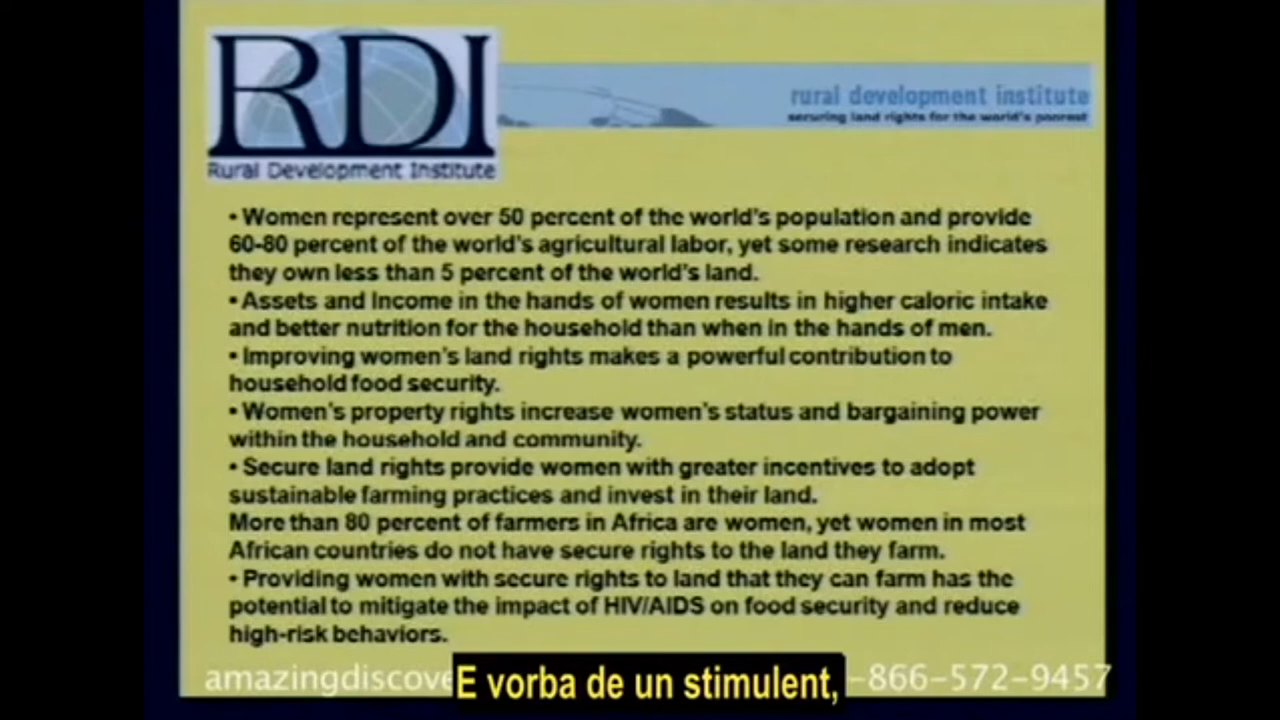 RDI
Rural Development Institute
rural development institute
securing land rights for the world's poorest
• Women represent over 50 percent of the world's population and provide
60-80 percent of the world's agricultural labor, yet some research indicates
they own less than 5 percent of the world's land.
• Assets and Income in the hands of women results in higher caloric intake
and better nutrition for the household than when in the hands of men.
• Improving women's land rights makes a powerful contribution to
household food security.
• Women's property rights increase women's status and bargaining power
within the household and community.
• Secure land rights provide women with greater incentives to adopt
sustainable farming practices and invest in their land.
More than 80 percent of farmers in Africa are women, yet women in most
African countries do not have secure rights to the land they farm.
• Providing women with secure rights to land that they can farm has the
potential to mitigate the impact of HIV/AIDS on food security and reduce
high-risk behaviors.
amazingdiscove -866-572-9457
E vorba de un stimulent,